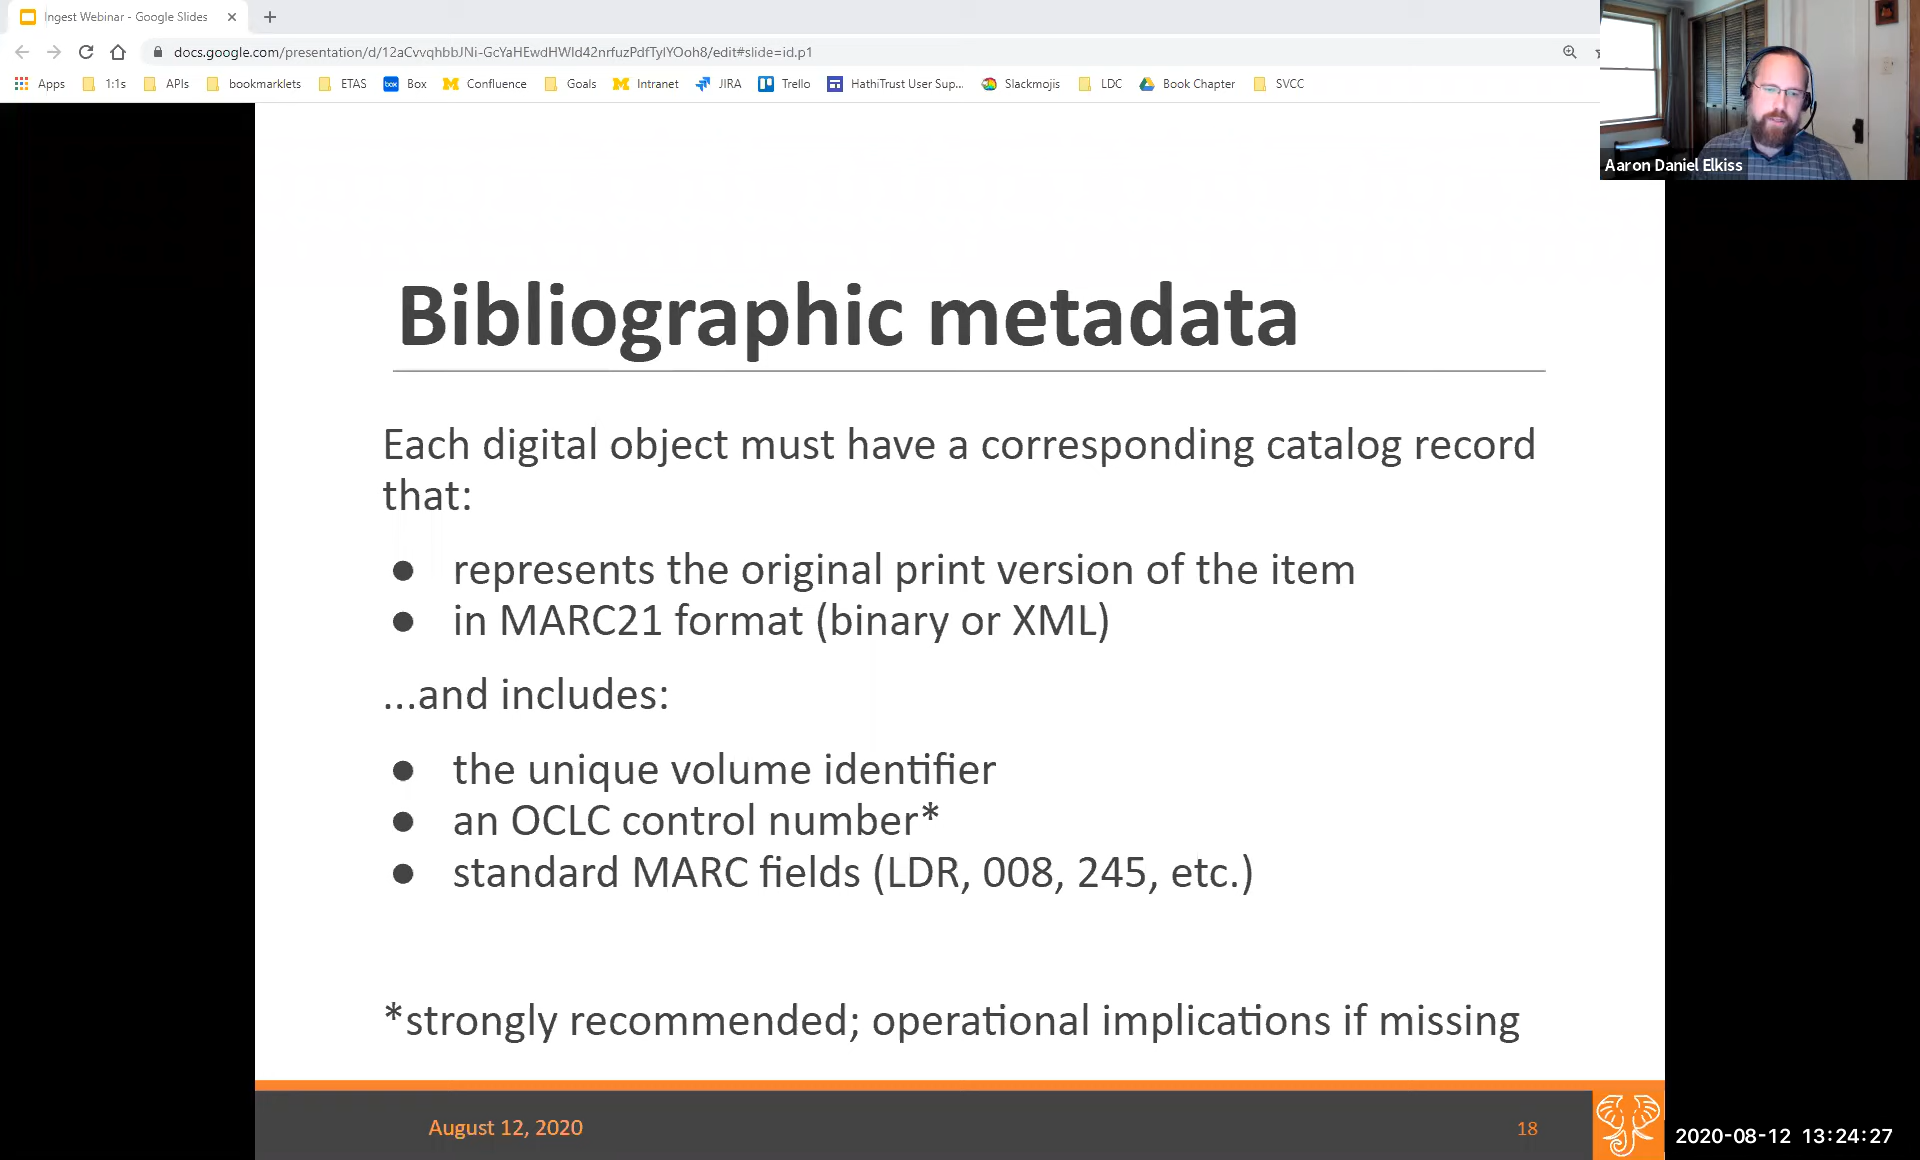 Ingest Webinar - Google Slides
docs.google.com/presentation/d/12aCvvqhbbJNi-GcYaHEwdHWId42nrfuzPdfTylYOoh8/edit#slide=id.p1
Apps 1:1s APIs bookmarklets ETAS box Box Confluence Goals Intranet JIRA Trello HathiTrust User Sup... Slackmojis LDC Book Chapter SVCC
Aaron Daniel Elkiss
Bibliographic metadata
Each digital object must have a corresponding catalog record
that:
● represents the original print version of the item
● in MARC21 format (binary or XML)
...and includes:
● the unique volume identifier
● an OCLC control number*
● standard MARC fields (LDR, 008, 245, etc.)
*strongly recommended; operational implications if missing
August 12, 2020
18
2020-08-12 13:24:27